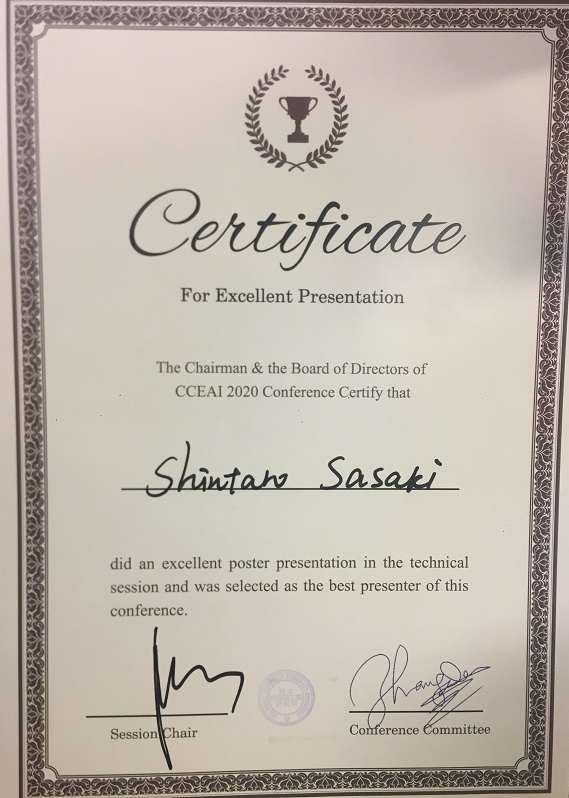 Certificate
For Excellent Presentation
The Chairman & the Board of Directors of
CCEAI 2020 Conference Certify that
Shintaro Sasaki
did an excellent poster presentation in the technical
session and was selected as the best presenter of this
conference.
Session Chair
Conference Committee